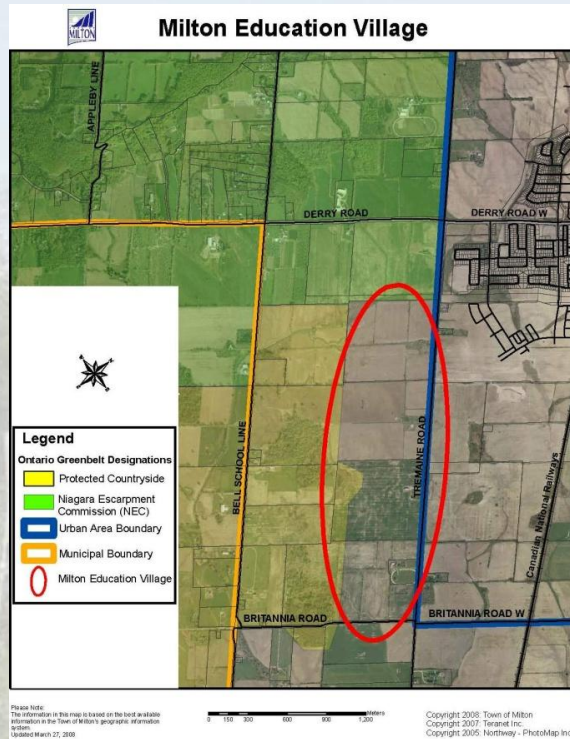 MILTON
Milton Education Village
APPLEBY LINE
DERRY ROAD
DERRY ROAD W
BELL SCHOOL LINE
TREMAINE ROAD
Canadian National Railways
BRITANNIA ROAD
BRITANNIA ROAD W
Legend
Ontario Greenbelt Designations
Protected Countryside
Niagara Escarpment
Commission (NEC)
Urban Area Boundary
Municipal Boundary
Milton Education Village
Please Note:
The information in this map is based on the best available
information in the Town of Milton's geographic information
system.
Updated March 27, 2008
Meters
0 150 300 600 900 1,200
Copyright 2008: Town of Milton
Copyright 2007: Teranet Inc.
Copyright 2005: Northway - PhotoMap Inc